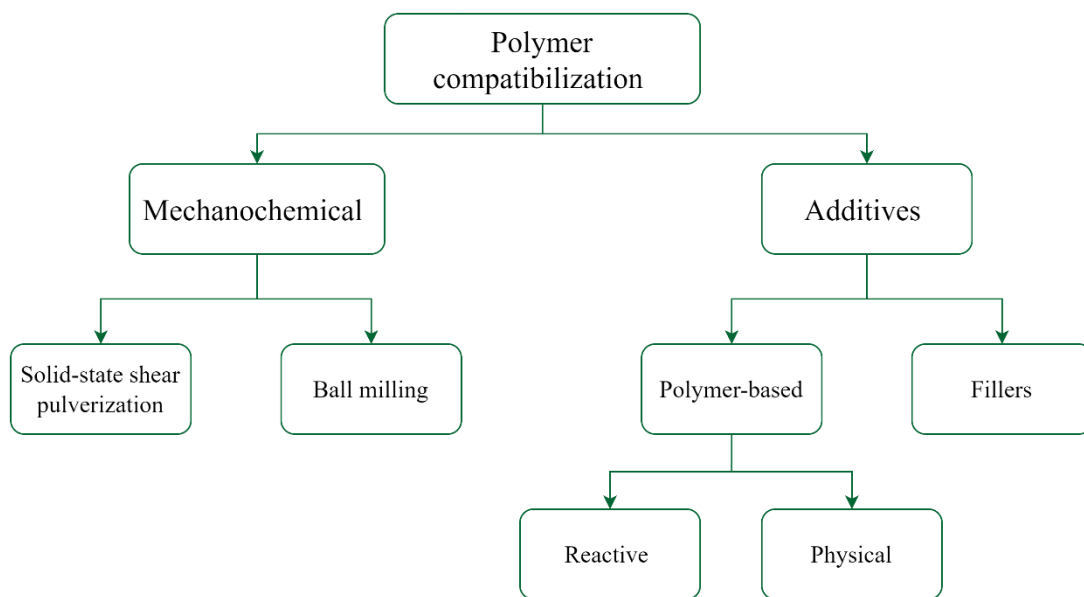 Polymer
compatibilization
Mechanochemical
Additives
Solid-state shear
pulverization
Ball milling
Polymer-based
Fillers
Reactive
Physical